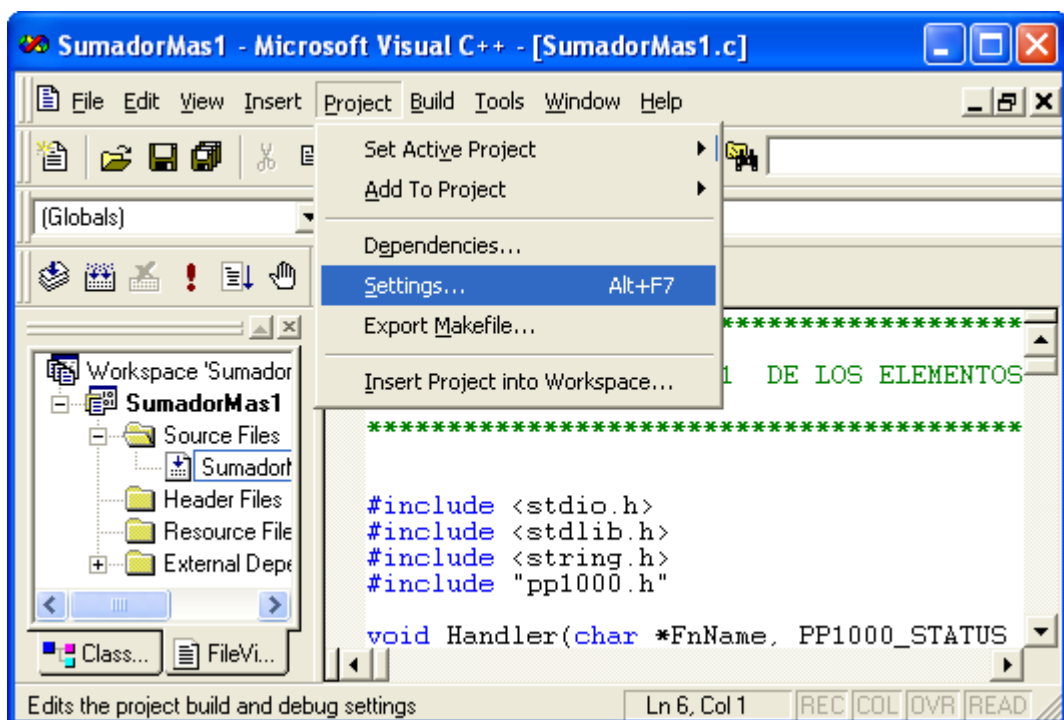 SumadorMas1 - Microsoft Visual C++ - [SumadorMas1.c]
File Edit View Insert Project Build Tools Window Help
Set Active Project
Add To Project
(Globals)
Dependencies...
Settings... Alt+F7
Export Makefile...
Insert Project into Workspace...
Workspace 'Sumador
SumadorMas1
Source Files
Header Files
Resource File
External Depe
Class...
FileVi...
*****************************************
1 DE LOS ELEMENTOS
*****************************************
#include <stdio.h>
#include <stdlib.h>
#include <string.h>
#include "pp1000.h"
void Handler(char *FnName, PP1000_STATUS
Edits the project build and debug settings
Ln 6, Col 1
REC COL OVR READ